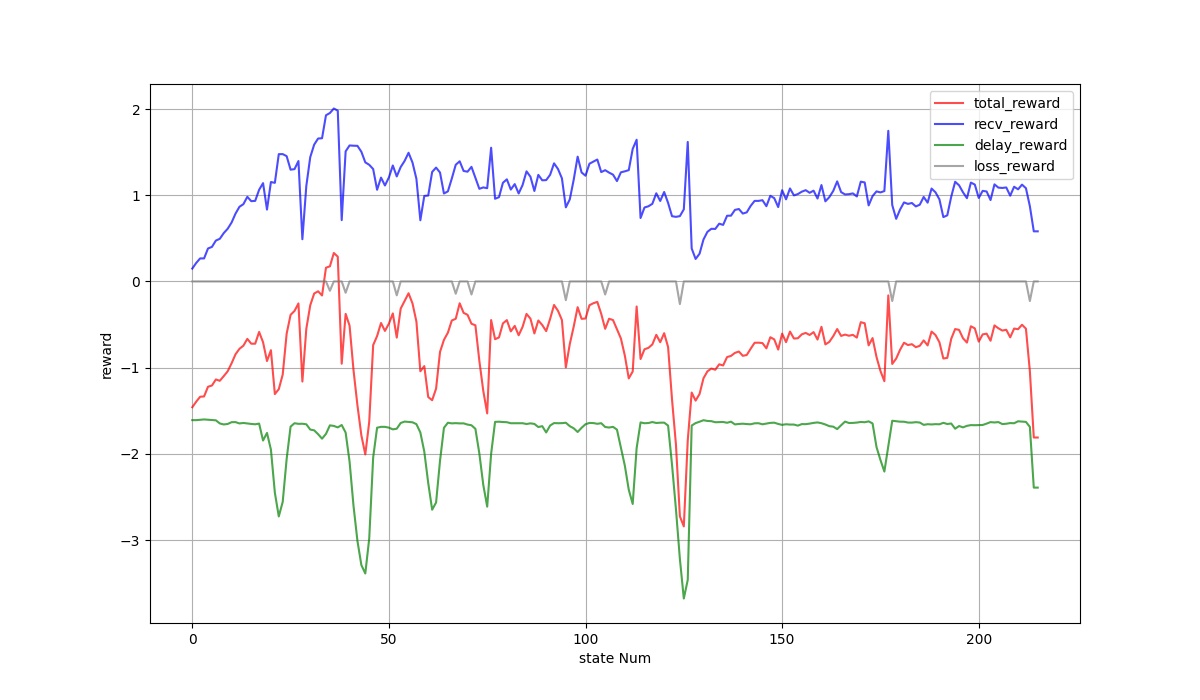 total_reward
recv_reward
delay_reward
loss_reward
2
1
0
−1
−2
−3
reward
0 50 100 150 200
state Num